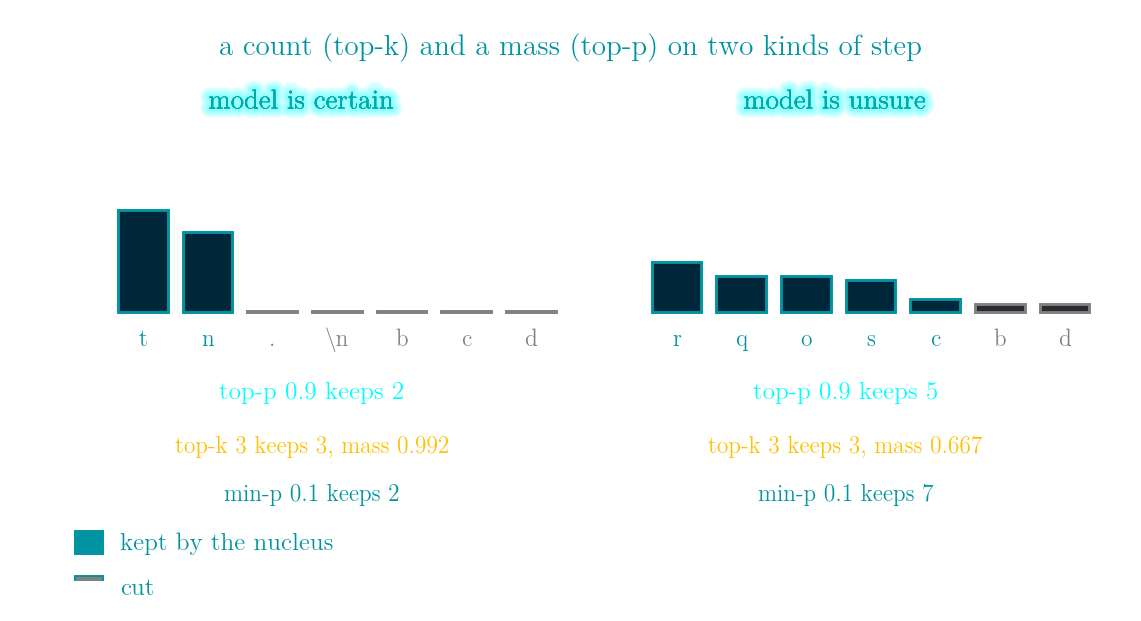 a count (top-k) and a mass (top-p) on two kinds of step
model is certain
model is unsure
t n . \n b c d
r q o s c b d
top-p 0.9 keeps 2
top-p 0.9 keeps 5
top-k 3 keeps 3, mass 0.992
top-k 3 keeps 3, mass 0.667
min-p 0.1 keeps 2
min-p 0.1 keeps 7
kept by the nucleus
cut